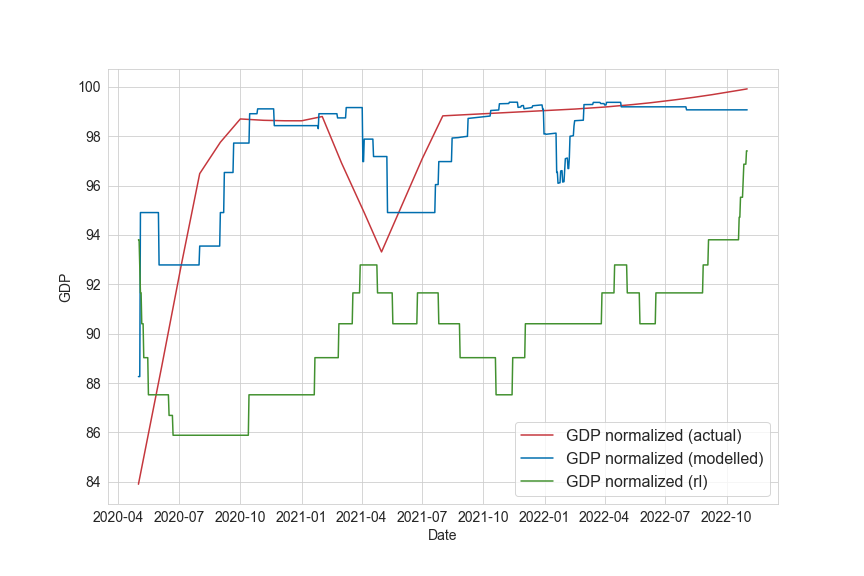 100
98
96
94
92
90
88
86
84
GDP
GDP normalized (actual)
GDP normalized (modelled)
GDP normalized (rl)
2020-04 2020-07 2020-10 2021-01 2021-04 2021-07 2021-10 2022-01 2022-04 2022-07 2022-10
Date